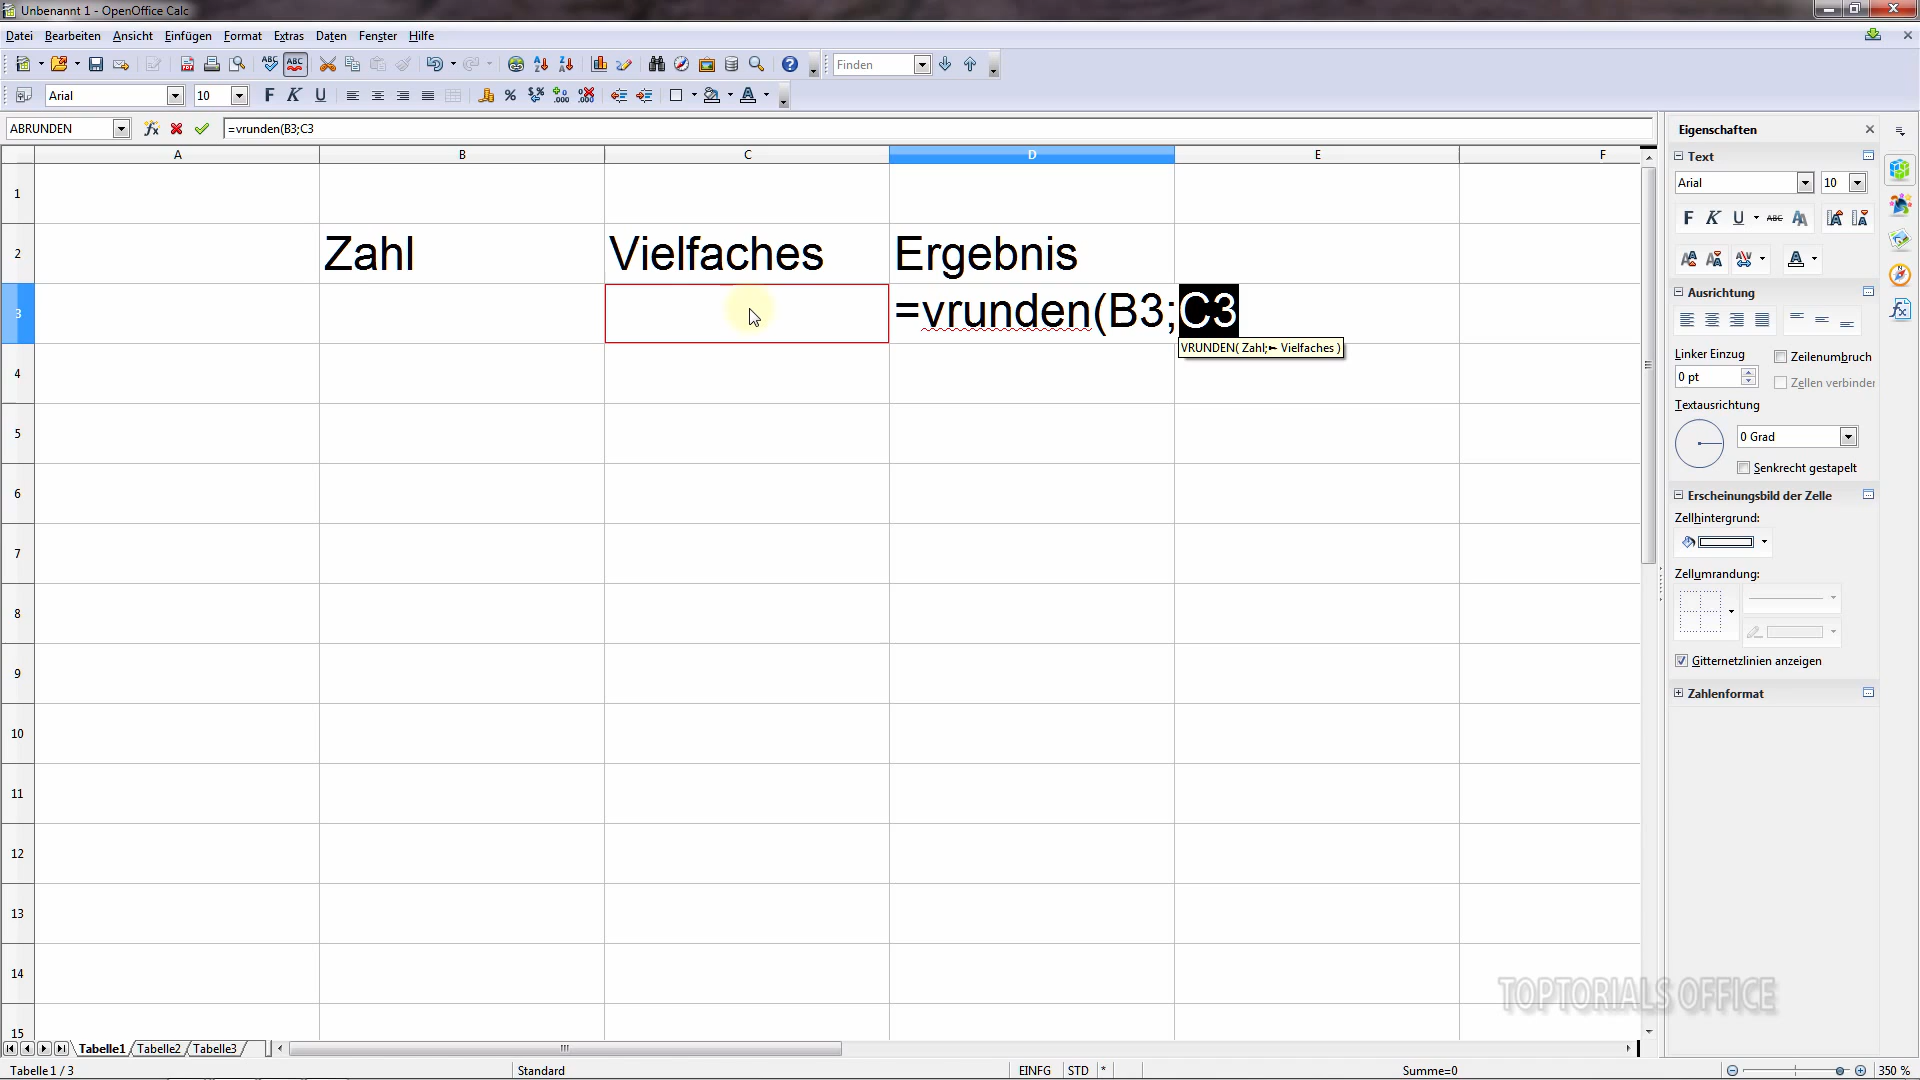 Unbenannt 1 - OpenOffice Calc
Datei Bearbeiten Ansicht Einfügen Format Extras Daten Fenster Hilfe
Finden
Arial 10
ABRUNDEN =vrunden(B3;C3
A B C D E F
1
2 Zahl Vielfaches Ergebnis
3 =vrunden(B3;C3
VRUNDEN( Zahl; Vielfaches )
4
5
6
7
8
9
10
11
12
13
14
15
Eigenschaften
Text
Arial 10
F K U ABC
Ausrichtung
Linker Einzug
Zeilenumbruch
0 pt
Zellen verbinden
Textausrichtung
0 Grad
Senkrecht gestapelt
Erscheinungsbild der Zelle
Zellhintergrund:
Zellumrandung:
Gitternetzlinien anzeigen
Zahlenformat
TOPTORIALS OFFICE
Tabelle1 Tabelle2 Tabelle3
Tabelle 1 / 3 Standard EINFG STD * Summe=0 350 %